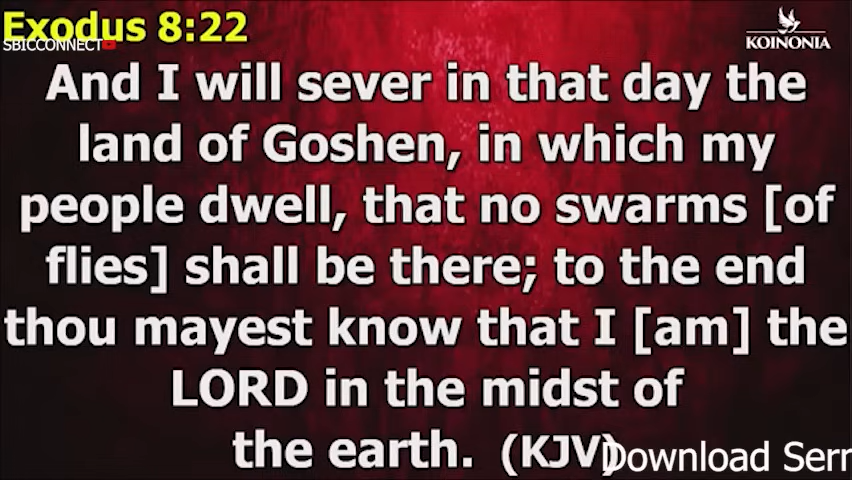 Exodus 8:22
SBICCONNECT
KOINONIA
And I will sever in that day the
land of Goshen, in which my
people dwell, that no swarms [of
flies] shall be there; to the end
thou mayest know that I [am] the
LORD in the midst of
the earth. (KJV)
Download Serr